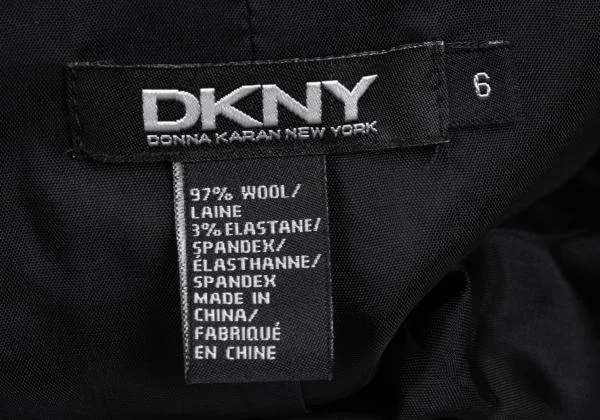 DKNY
DONNA KARAN NEW YORK
6
97% WOOL/
LAINE
3% ELASTANE/
SPANDEX/
ÉLASTHANNE/
SPANDEX
MADE IN
CHINA/
FABRIQUÉ
EN CHINE